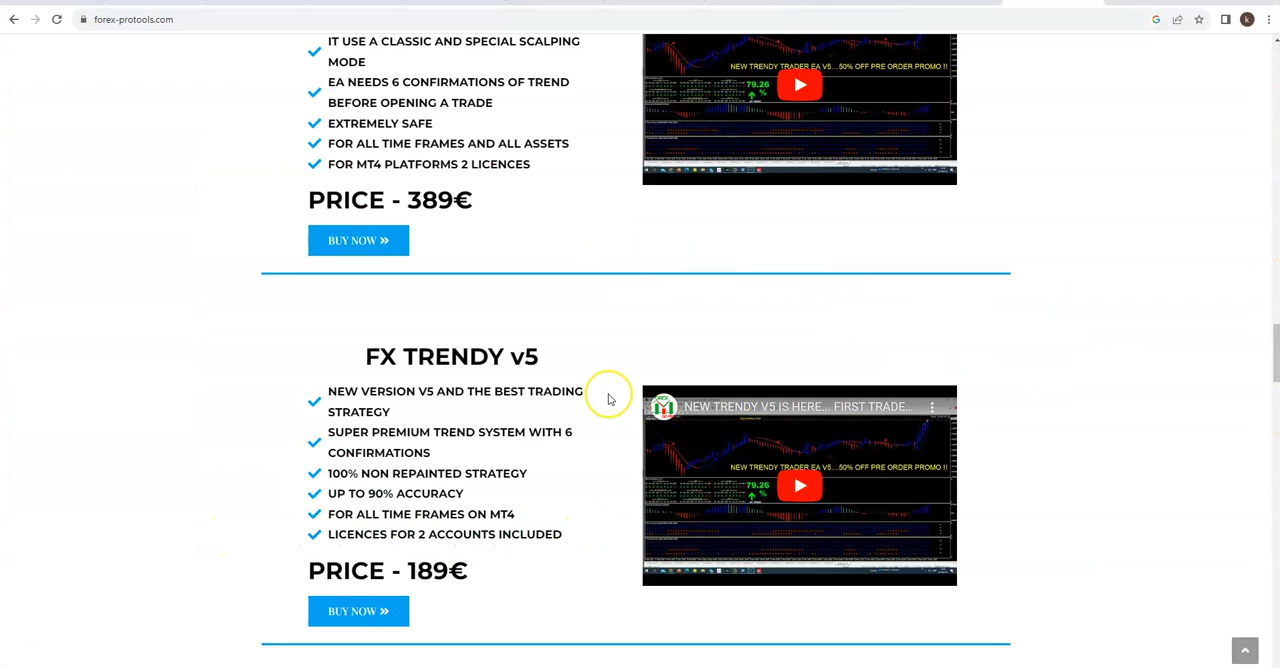 forex-protools.com
IT USE A CLASSIC AND SPECIAL SCALPING
MODE
EA NEEDS 6 CONFIRMATIONS OF TREND
BEFORE OPENING A TRADE
EXTREMELY SAFE
FOR ALL TIME FRAMES AND ALL ASSETS
FOR MT4 PLATFORMS 2 LICENCES
PRICE - 389€
BUY NOW »
NEW TRENDY TRADER EA V5....50% OFF PRE ORDER PROMO !!
79.26
%
FX TRENDY v5
NEW VERSION V5 AND THE BEST TRADING
STRATEGY
SUPER PREMIUM TREND SYSTEM WITH 6
CONFIRMATIONS
100% NON REPAINTED STRATEGY
UP TO 90% ACCURACY
FOR ALL TIME FRAMES ON MT4
LICENCES FOR 2 ACCOUNTS INCLUDED
PRICE - 189€
BUY NOW »
NEW TRENDY V5 IS HERE... FIRST TRADE...
NEW TRENDY TRADER EA V5....50% OFF PRE ORDER PROMO !!
79.26
%